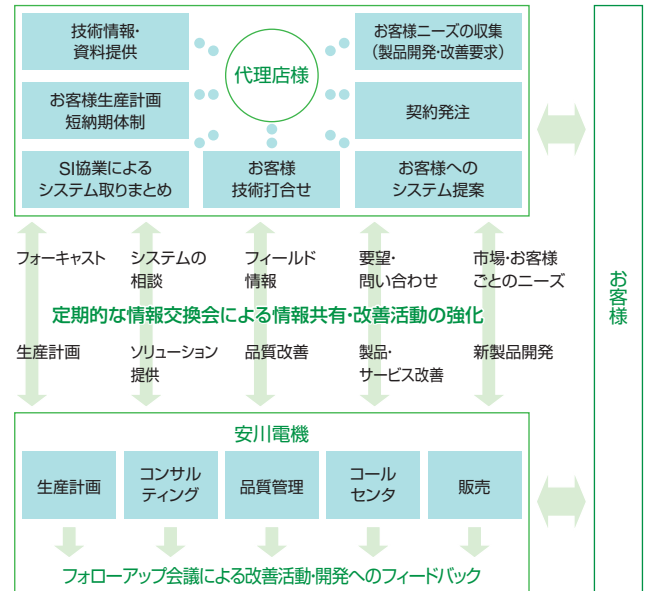 技術情報・
資料提供
代理店様
お客様ニーズの収集
（製品開発・改善要求）
お客様生産計画
短納期体制
契約発注
SI協業による
システム取りまとめ
お客様
技術打合せ
お客様への
システム提案
フォーキャスト
システムの
相談
フィールド
情報
要望・
問い合わせ
市場・お客様
ごとのニーズ
定期的な情報交換会による情報共有・改善活動の強化
生産計画
ソリューション
提供
品質改善
製品・
サービス改善
新製品開発
安川電機
生産計画
コンサル
ティング
品質管理
コール
センタ
販売
フォローアップ会議による改善活動・開発へのフィードバック
お客様